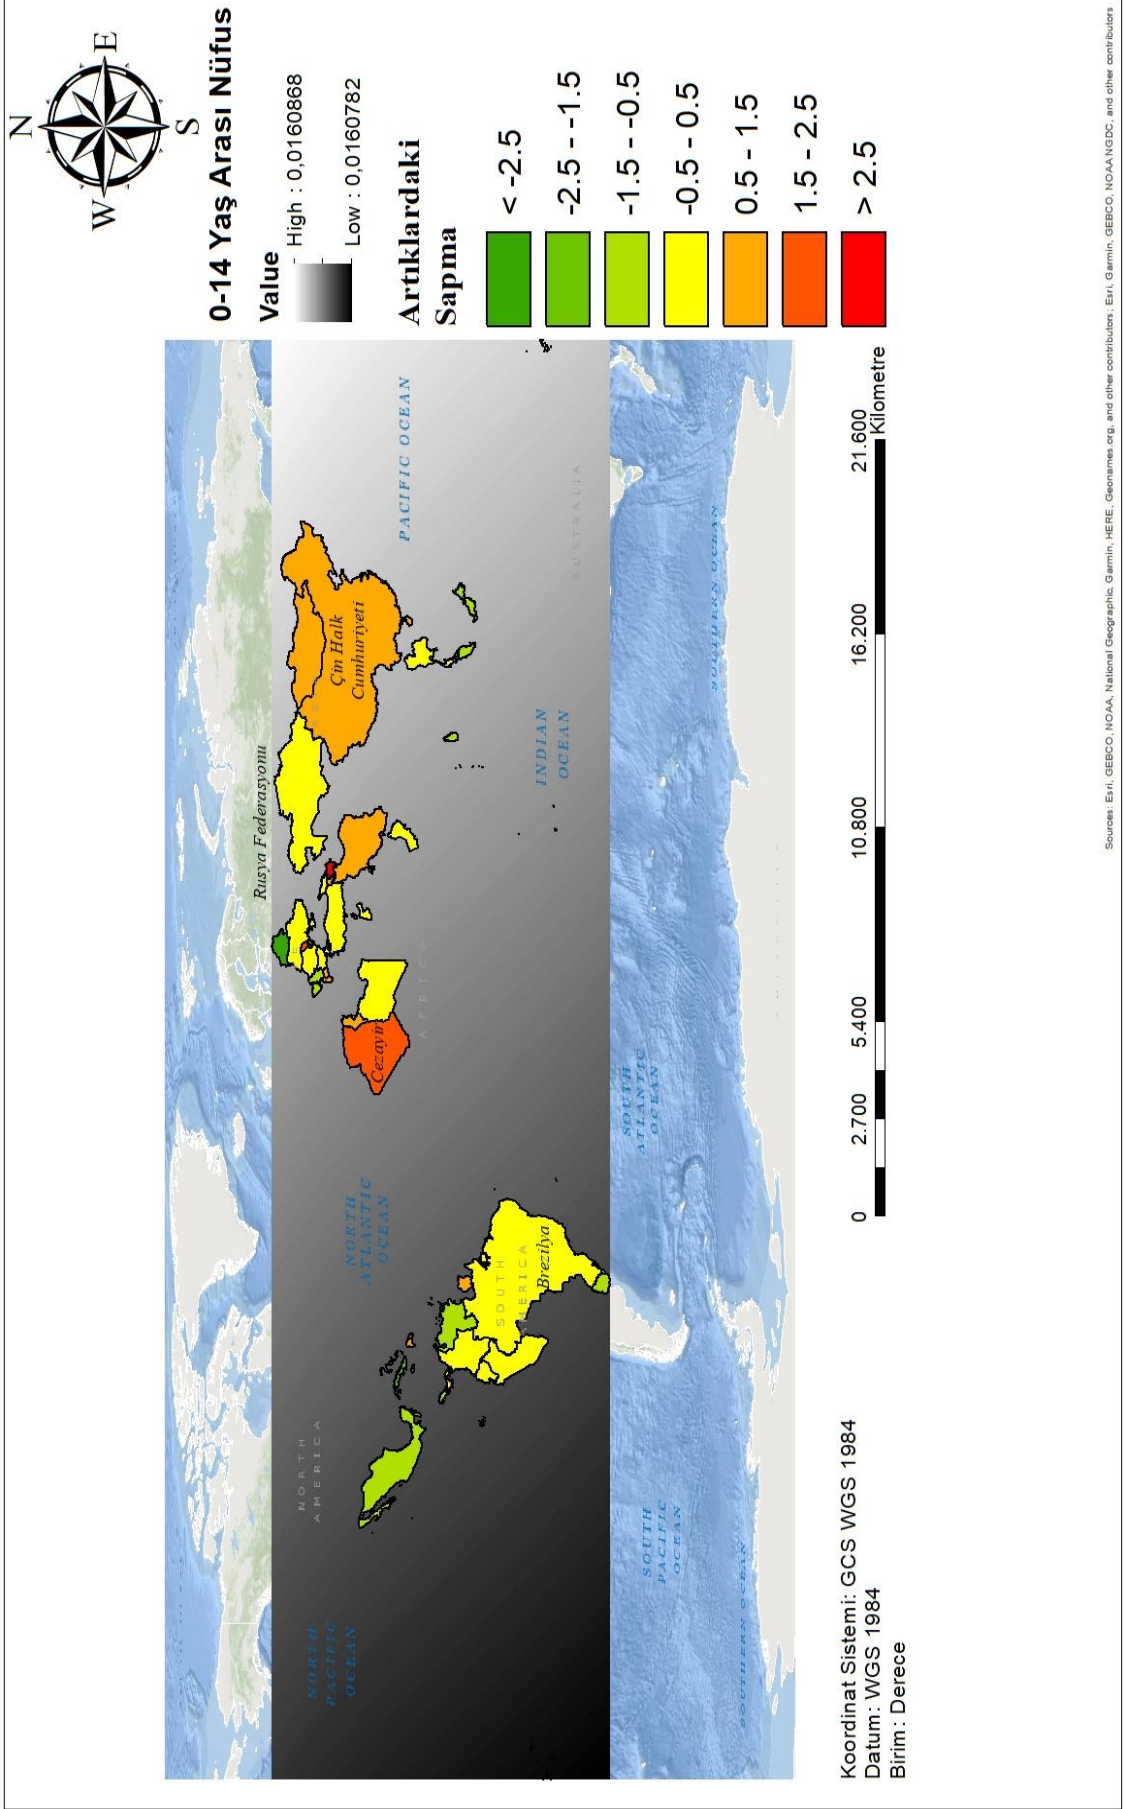 N
W
E
S
0-14 Yaş Arası Nüfus
Value
High : 0,0160868
Low : 0,0160782
Artıklardaki
Sapma
< -2.5
-2.5 - -1.5
-1.5 - -0.5
-0.5 - 0.5
0.5 - 1.5
1.5 - 2.5
> 2.5
Rusya Federasyonu
Çin Halk
Cumhuriyeti
Cezayir
Brezilya
NORTH
PACIFIC
OCEAN
NORTH
AMERICA
NORTH
ATLANTIC
OCEAN
SOUTH
AMERICA
AFRICA
PACIFIC OCEAN
INDIAN
OCEAN
AUSTRALIA
SOUTH
PACIFIC
OCEAN
SOUTH
ATLANTIC
OCEAN
SOUTHERN OCEAN
SOUTHERN OCEAN
0 2.700 5.400 10.800 16.200 21.600
Kilometre
Koordinat Sistemi: GCS WGS 1984
Datum: WGS 1984
Birim: Derece
Sources: Esri, GEBCO, NOAA, National Geographic, Garmin, HERE, Geonames.org, and other contributors; Esri, Garmin, GEBCO, NOAA NGDC, and other contributors